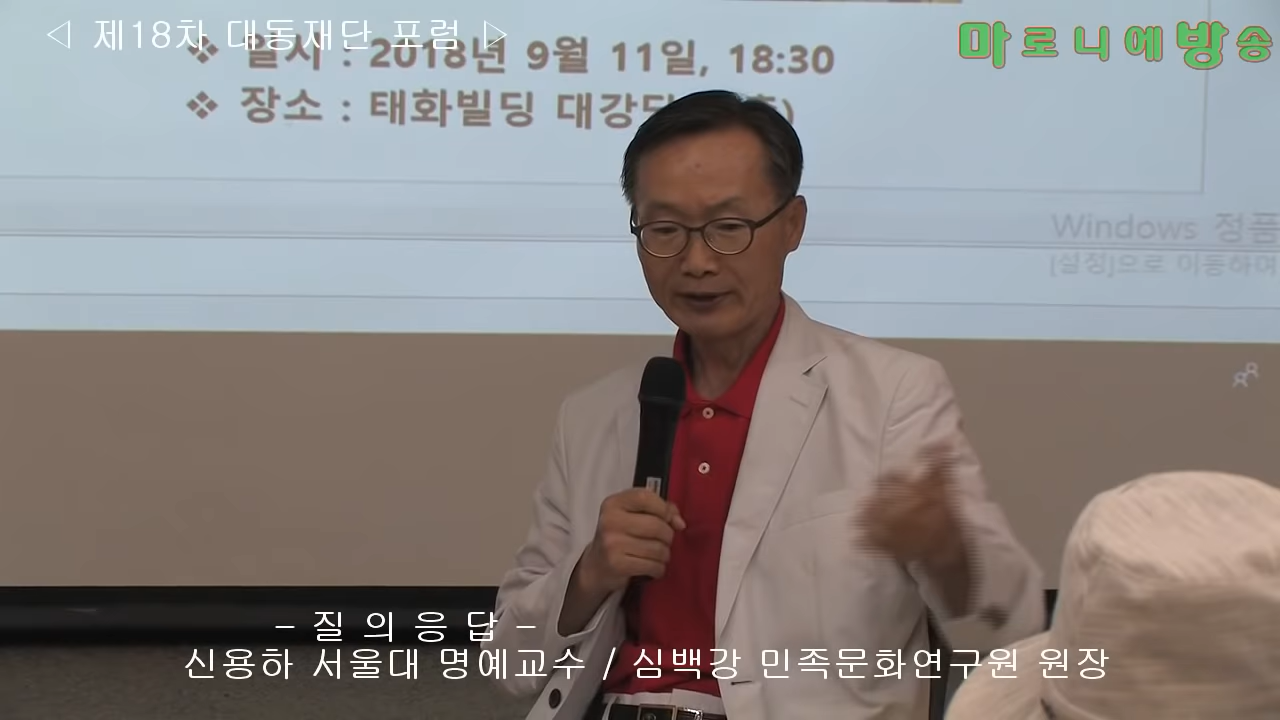 ◁ 제18차 대동재단 포럼 ▷
마로니에방송
❖ 일시 : 2018년 9월 11일, 18:30
❖ 장소 : 태화빌딩 대강당
Windows 정품
[설정]으로 이동하여
- 질 의 응 답 -
신용하 서울대 명예교수 / 심백강 민족문화연구원 원장